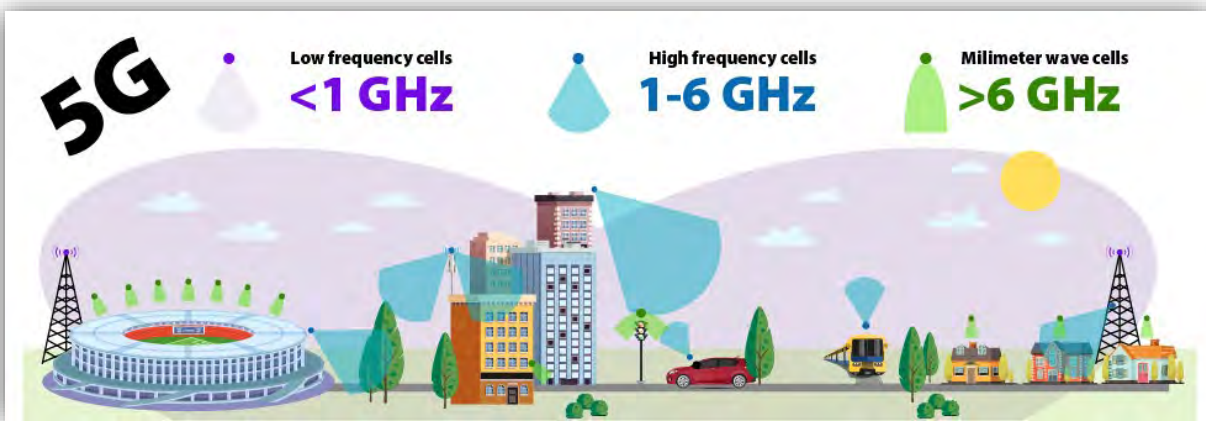 5G
Low frequency cells
<1 GHz
High frequency cells
1-6 GHz
Milimeter wave cells
>6 GHz